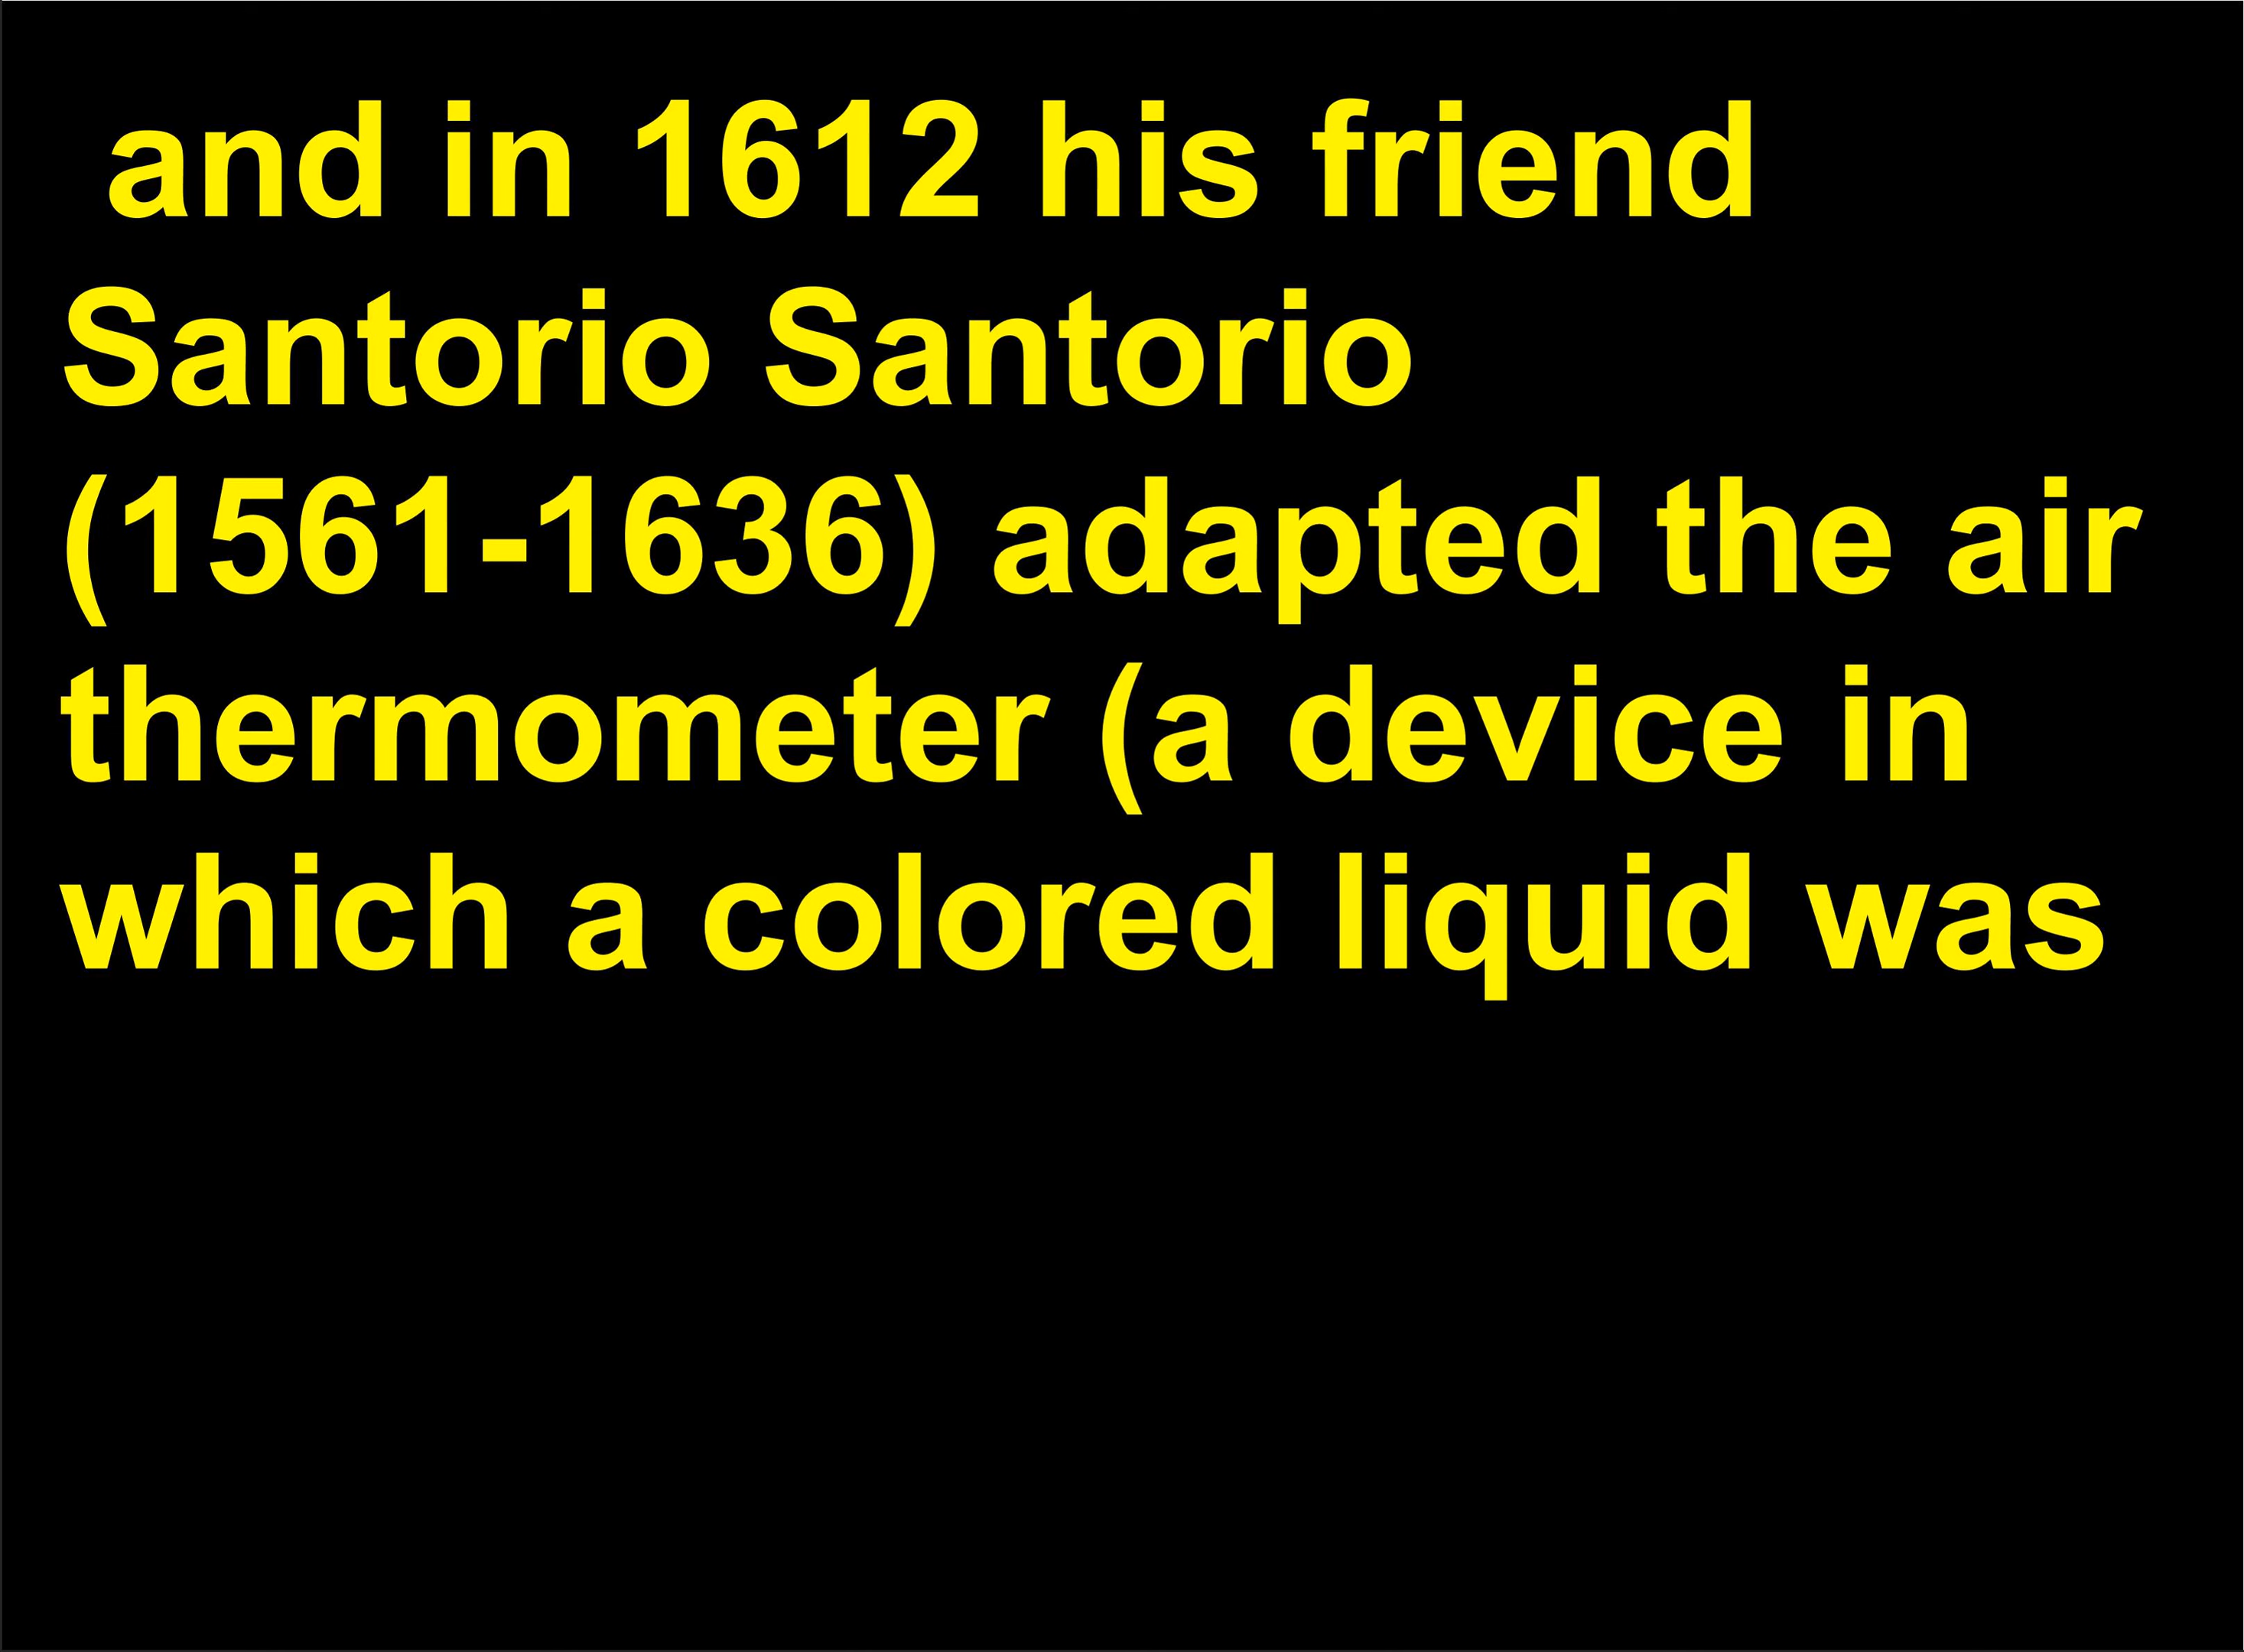 and in 1612 his friend
Santorio Santorio
(1561-1636) adapted the air
thermometer (a device in
which a colored liquid was